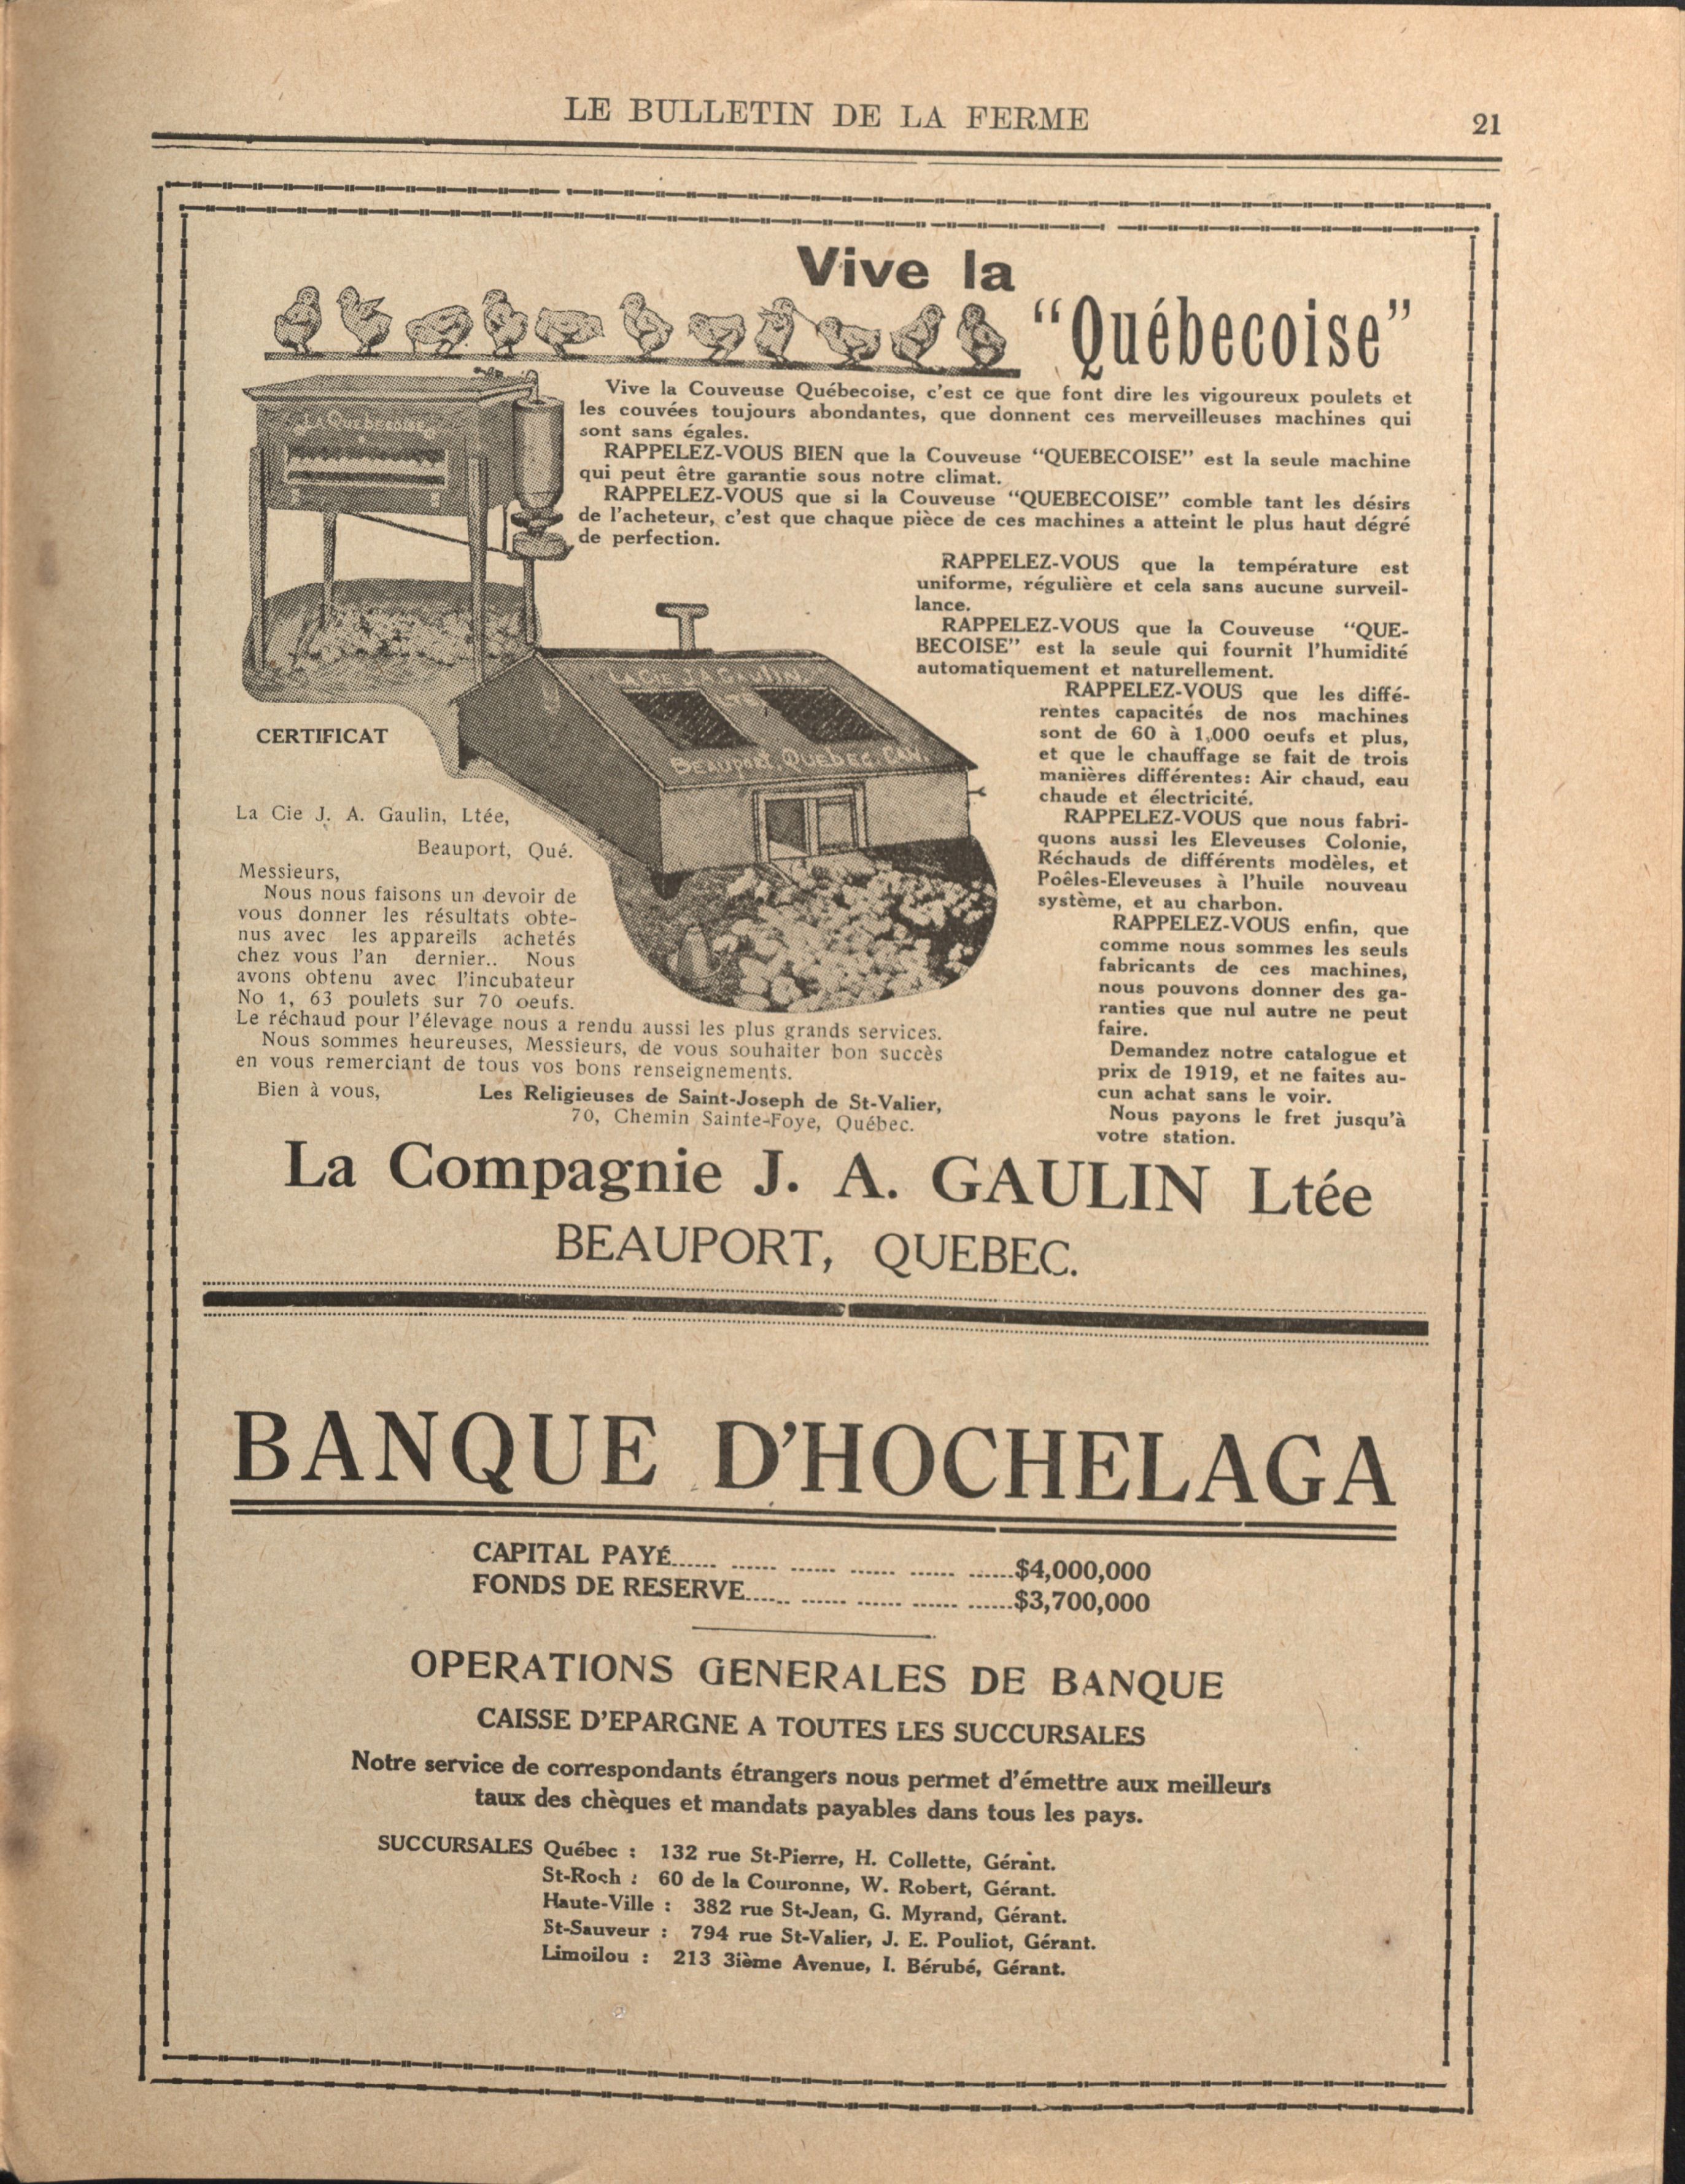 LE BULLETIN DE LA FERME
21
Vive la
“Québecoise”
Vive la Couveuse Québecoise, c'est ce que font dire les vigoureux poulets et
les couvées toujours abondantes, que donnent ces merveilleuses machines qui
sont sans égales.
RAPPELEZ-VOUS BIEN que la Couveuse “QUEBECOISE” est la seule machine
qui peut être garantie sous notre climat.
RAPPELEZ-VOUS que si la Couveuse “QUEBECOISE” comble tant les désirs
de l'acheteur, c'est que chaque pièce de ces machines a atteint le plus haut dégré
de perfection.
RAPPELEZ-VOUS que la température est
uniforme, régulière et cela sans aucune surveil-
lance.
RAPPELEZ-VOUS que la Couveuse “QUE-
BECOISE” est la seule qui fournit l'humidité
automatiquement et naturellement.
RAPPELEZ-VOUS que les diffé-
rentes capacités de nos machines
sont de 60 à 1,000 oeufs et plus,
et que le chauffage se fait de trois
manières différentes: Air chaud, eau
chaude et électricité.
RAPPELEZ-VOUS que nous fabri-
quons aussi les Eleveuses Colonie,
Réchauds de différents modèles, et
Poêles-Eleveuses à l'huile nouveau
système, et au charbon.
RAPPELEZ-VOUS enfin, que
comme nous sommes les seuls
fabricants de ces machines,
nous pouvons donner des ga-
ranties que nul autre ne peut
faire.
Demandez notre catalogue et
prix de 1919, et ne faites au-
cun achat sans le voir.
Nous payons le fret jusqu'à
votre station.
LA QUEBECOISE
LA CIE J.A GAULIN.
LTÉE
BEAUPORT, QUEBEC. CAN.
CERTIFICAT
La Cie J. A. Gaulin, Ltée,
Beauport, Qué.
Messieurs,
Nous nous faisons un devoir de
vous donner les résultats obte-
nus avec les appareils achetés
chez vous l'an dernier.. Nous
avons obtenu avec l'incubateur
No 1, 63 poulets sur 70 oeufs.
Le réchaud pour l'élevage nous a rendu aussi les plus grands services.
Nous sommes heureuses, Messieurs, de vous souhaiter bon succès
en vous remerciant de tous vos bons renseignements.
Bien à vous,
Les Religieuses de Saint-Joseph de St-Valier,
70, Chemin Sainte-Foye, Québec.
La Compagnie J. A. GAULIN Ltée
BEAUPORT, QUEBEC.
BANQUE D'HOCHELAGA
CAPITAL PAYÉ...... ...... ...... ...... ...... ......$4,000,000
FONDS DE RESERVE...... ...... ...... ...... ......$3,700,000
OPERATIONS GENERALES DE BANQUE
CAISSE D'EPARGNE A TOUTES LES SUCCURSALES
Notre service de correspondants étrangers nous permet d'émettre aux meilleurs
taux des chèques et mandats payables dans tous les pays.
SUCCURSALES Québec : 132 rue St-Pierre, H. Collette, Gérant.
St-Roch : 60 de la Couronne, W. Robert, Gérant.
Haute-Ville : 382 rue St-Jean, G. Myrand, Gérant.
St-Sauveur : 794 rue St-Valier, J. E. Pouliot, Gérant.
Limoilou : 213 3ième Avenue, I. Bérubé, Gérant.